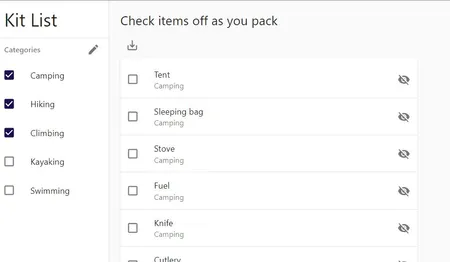 Kit List
Categories
Camping
Hiking
Climbing
Kayaking
Swimming
Check items off as you pack
Tent
Camping
Sleeping bag
Camping
Stove
Camping
Fuel
Camping
Knife
Camping
Cutlery